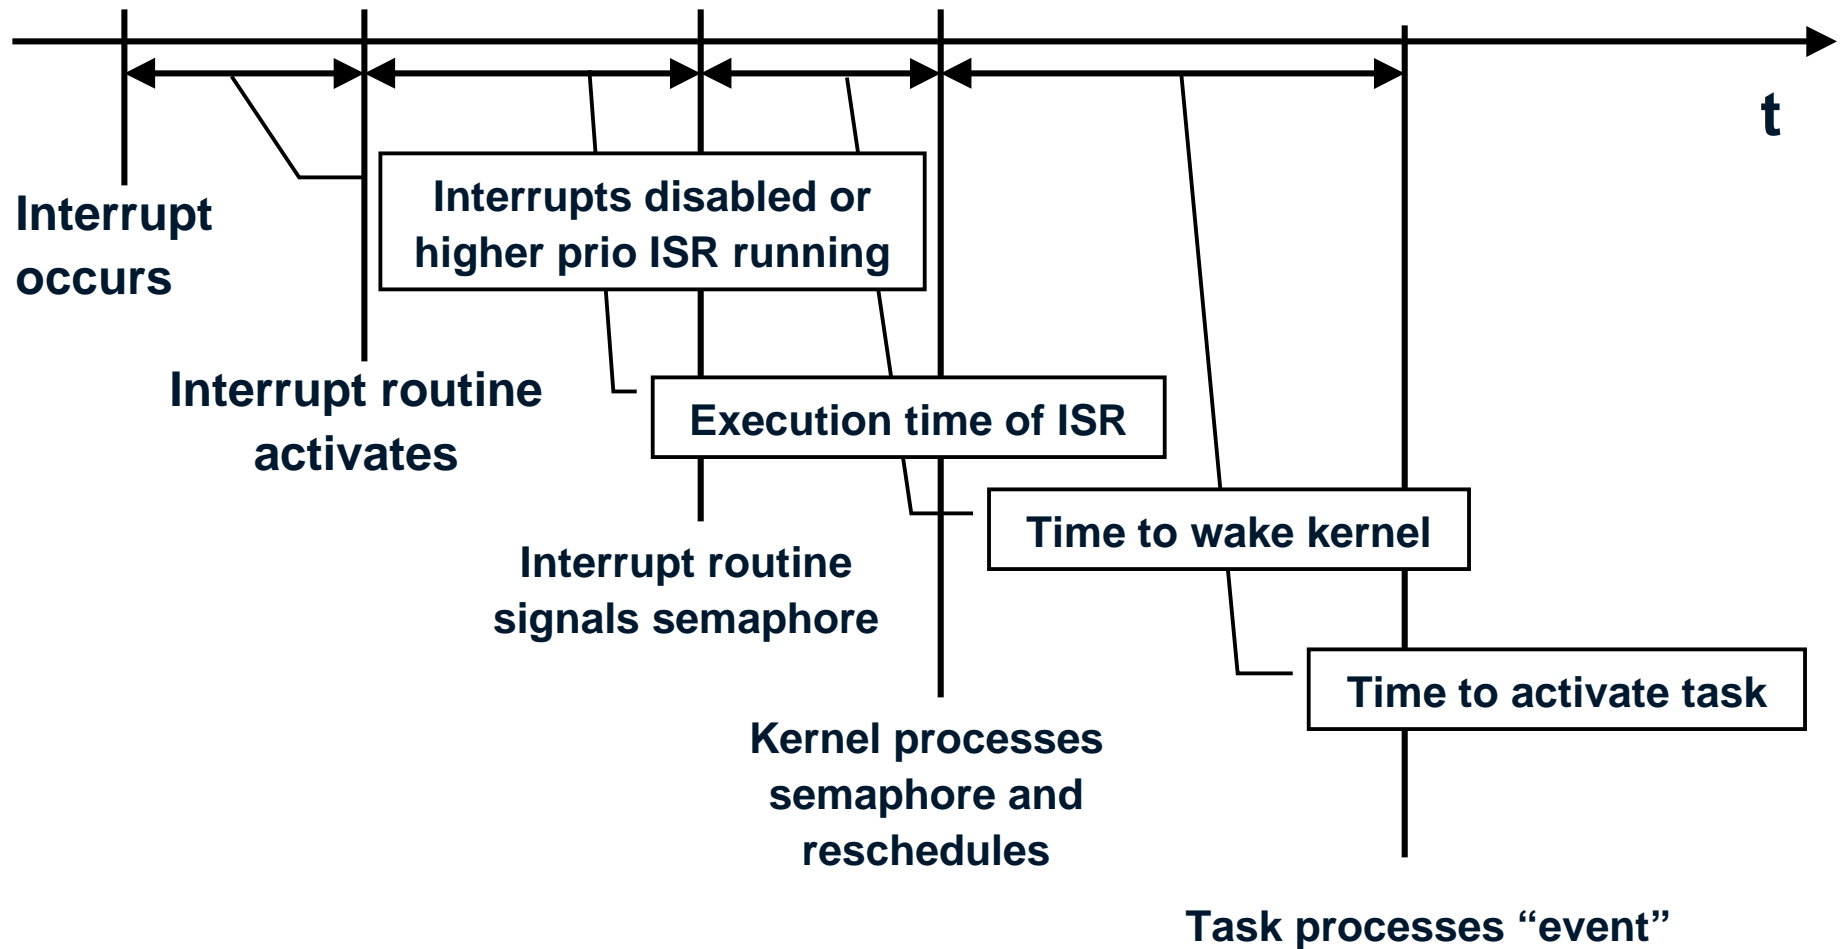 t
Interrupt
occurs
Interrupts disabled or
higher prio ISR running
Interrupt routine
activates
Execution time of ISR
Interrupt routine
signals semaphore
Time to wake kernel
Kernel processes
semaphore and
reschedules
Time to activate task
Task processes “event”